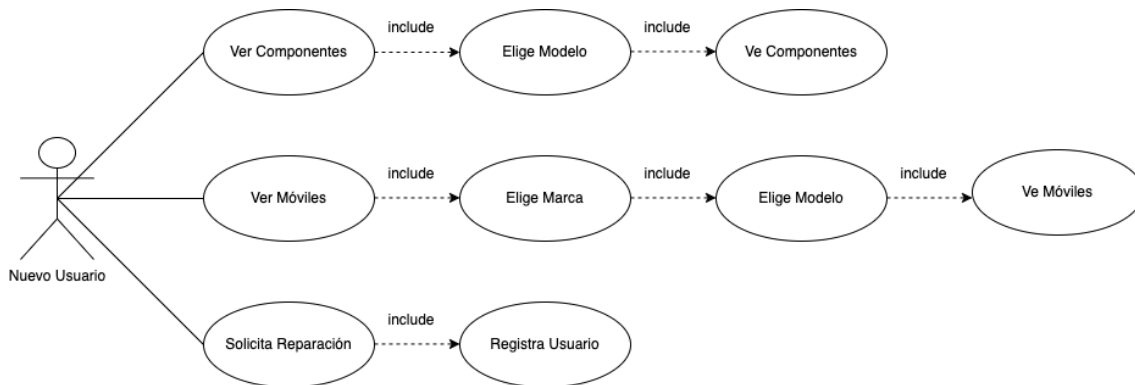 include
include
Ver Componentes
Elige Modelo
Ve Componentes
include
include
include
Ver Móviles
Elige Marca
Elige Modelo
Ve Móviles
Nuevo Usuario
include
Solicita Reparación
Registra Usuario